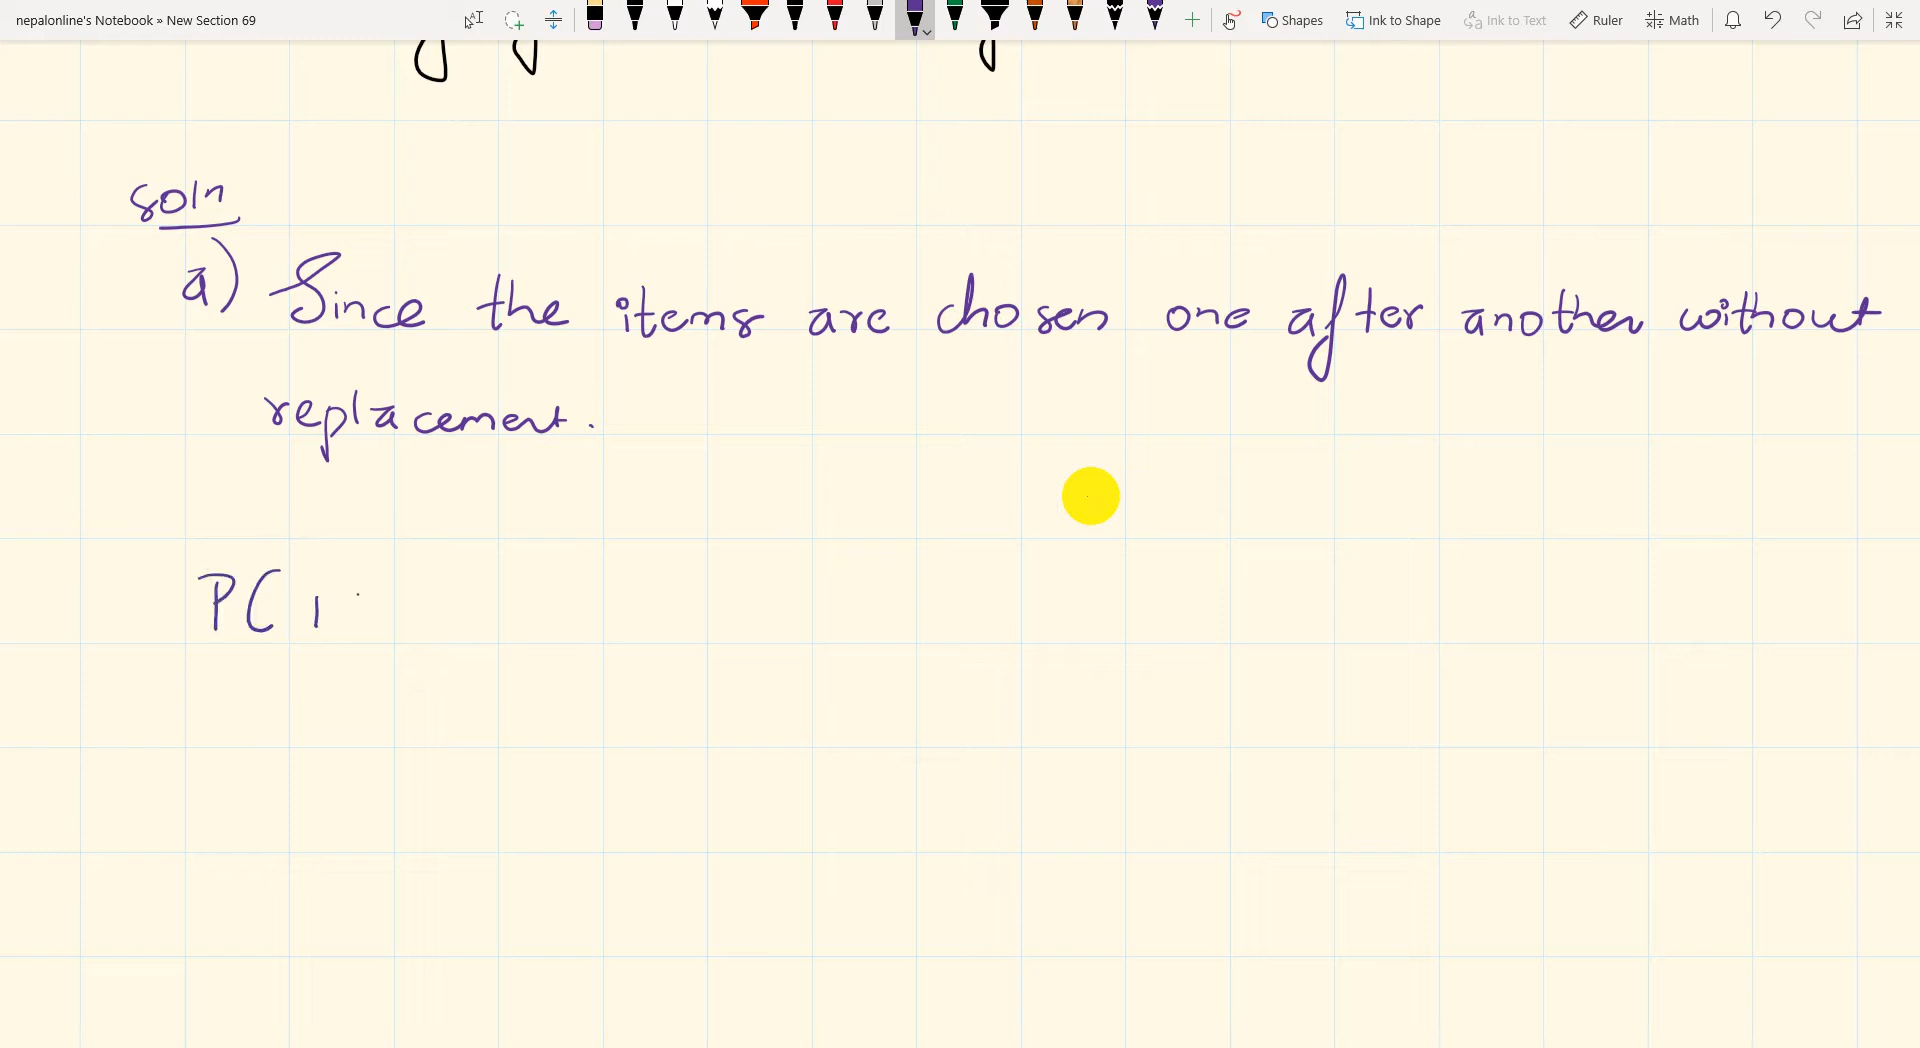 nepalonline's Notebook » New Section 69
Shapes Ink to Shape Ink to Text Ruler Math
soln
a) Since the items are chosen one after another without
replacement.
P( 1